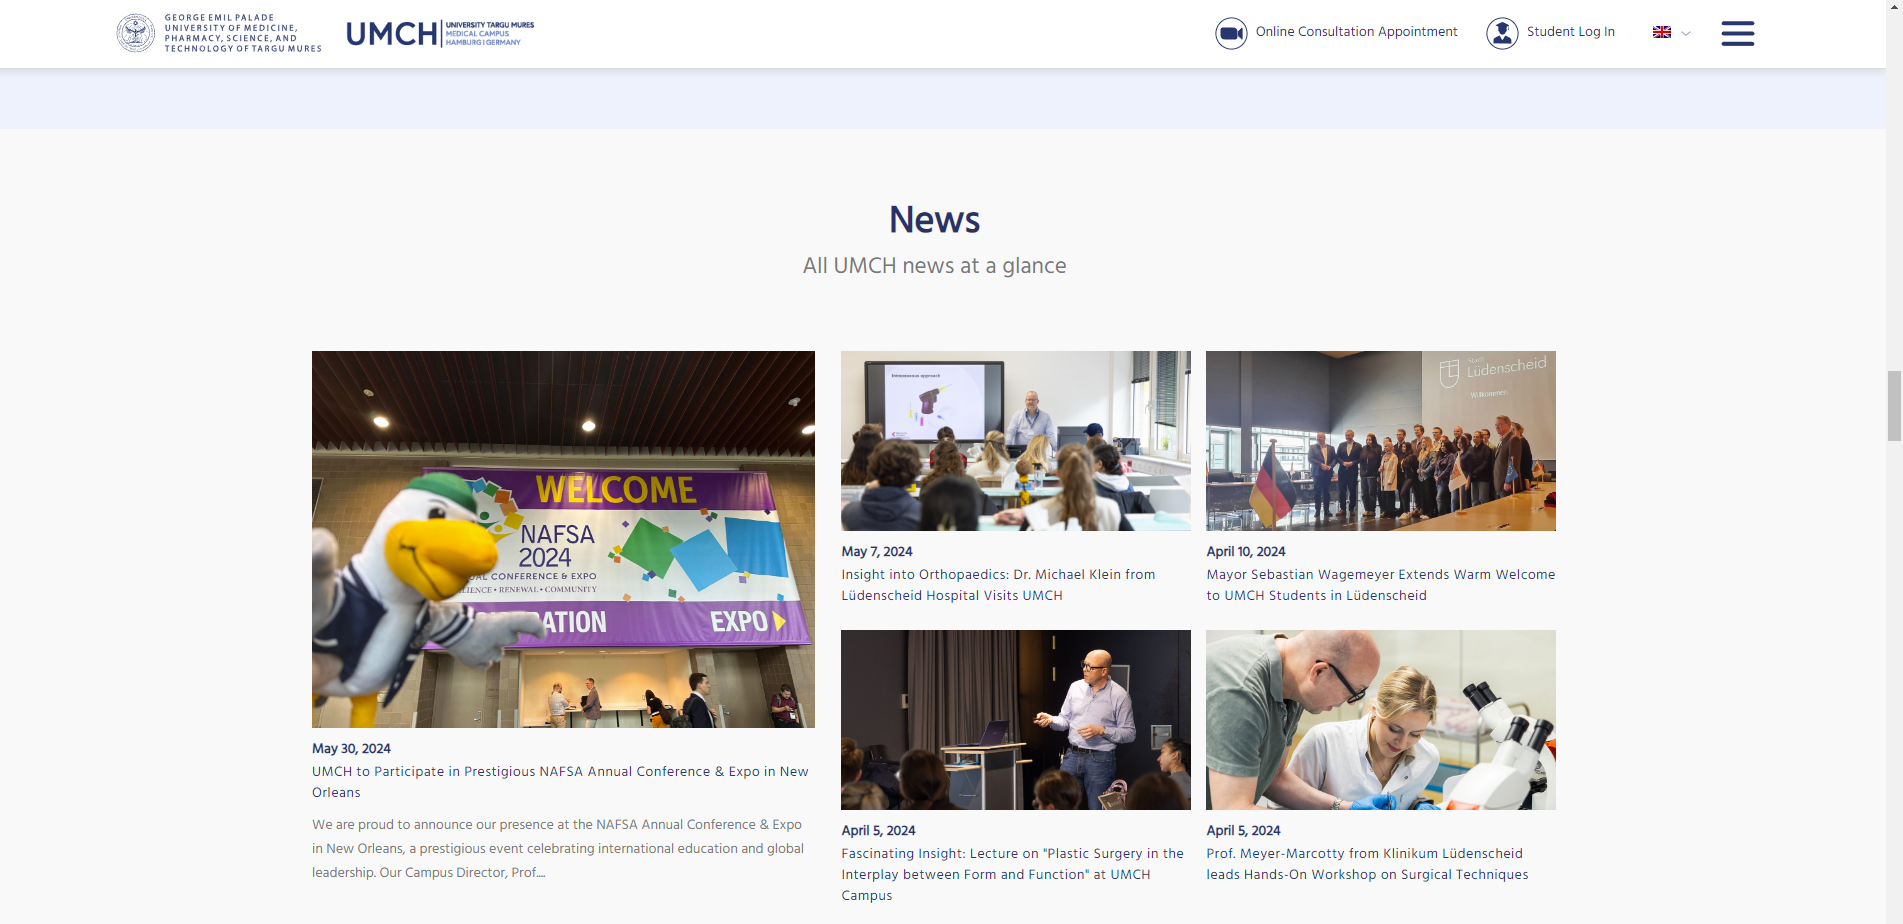 GEORGE EMIL PALADE
UNIVERSITY OF MEDICINE,
PHARMACY, SCIENCE, AND
TECHNOLOGY OF TARGU MURES
UMCH
UNIVERSITY TARGU MURES
MEDICAL CAMPUS
HAMBURG | GERMANY
Online Consultation Appointment
Student Log In
News
All UMCH news at a glance
WELCOME
NAFSA
2024
CONFERENCE & EXPO
RENEWAL • COMMUNITY
EXPO
May 30, 2024
UMCH to Participate in Prestigious NAFSA Annual Conference & Expo in New
Orleans
We are proud to announce our presence at the NAFSA Annual Conference & Expo
in New Orleans, a prestigious event celebrating international education and global
leadership. Our Campus Director, Prof....
Intraosseous approach
May 7, 2024
Insight into Orthopaedics: Dr. Michael Klein from
Lüdenscheid Hospital Visits UMCH
Stadt
Lüdenscheid
Willkommen
April 10, 2024
Mayor Sebastian Wagemeyer Extends Warm Welcome
to UMCH Students in Lüdenscheid
April 5, 2024
Fascinating Insight: Lecture on "Plastic Surgery in the
Interplay between Form and Function" at UMCH
Campus
April 5, 2024
Prof. Meyer-Marcotty from Klinikum Lüdenscheid
leads Hands-On Workshop on Surgical Techniques